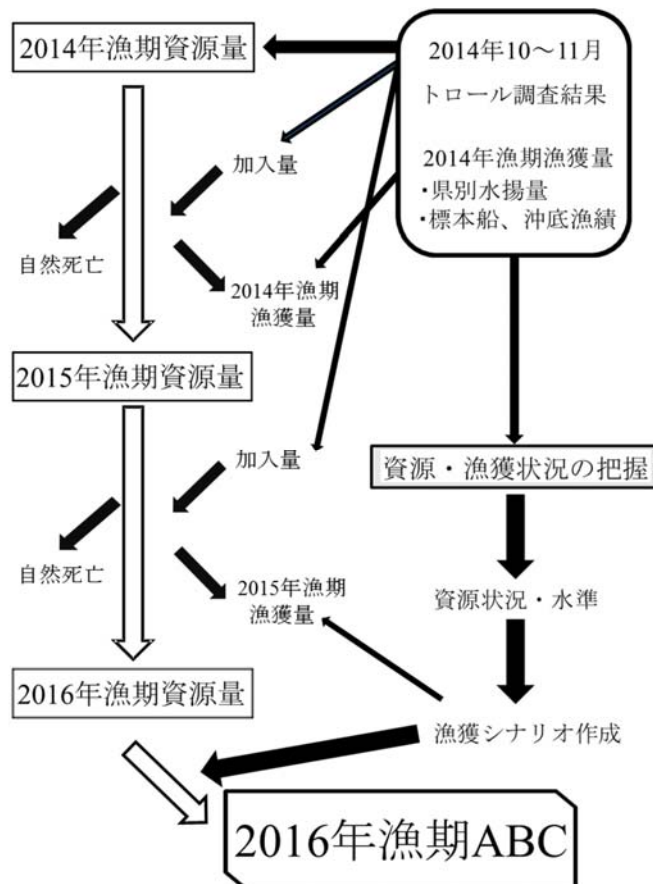 2014年漁期資源量
2014年10～11月
トロール調査結果
2014年漁期漁獲量
・県別水揚量
・標本船、沖底漁績
加入量
自然死亡
2014年漁期
漁獲量
2015年漁期資源量
加入量
資源・漁獲状況の把握
自然死亡
2015年漁期
漁獲量
資源状況・水準
2016年漁期資源量
漁獲シナリオ作成
2016年漁期ABC